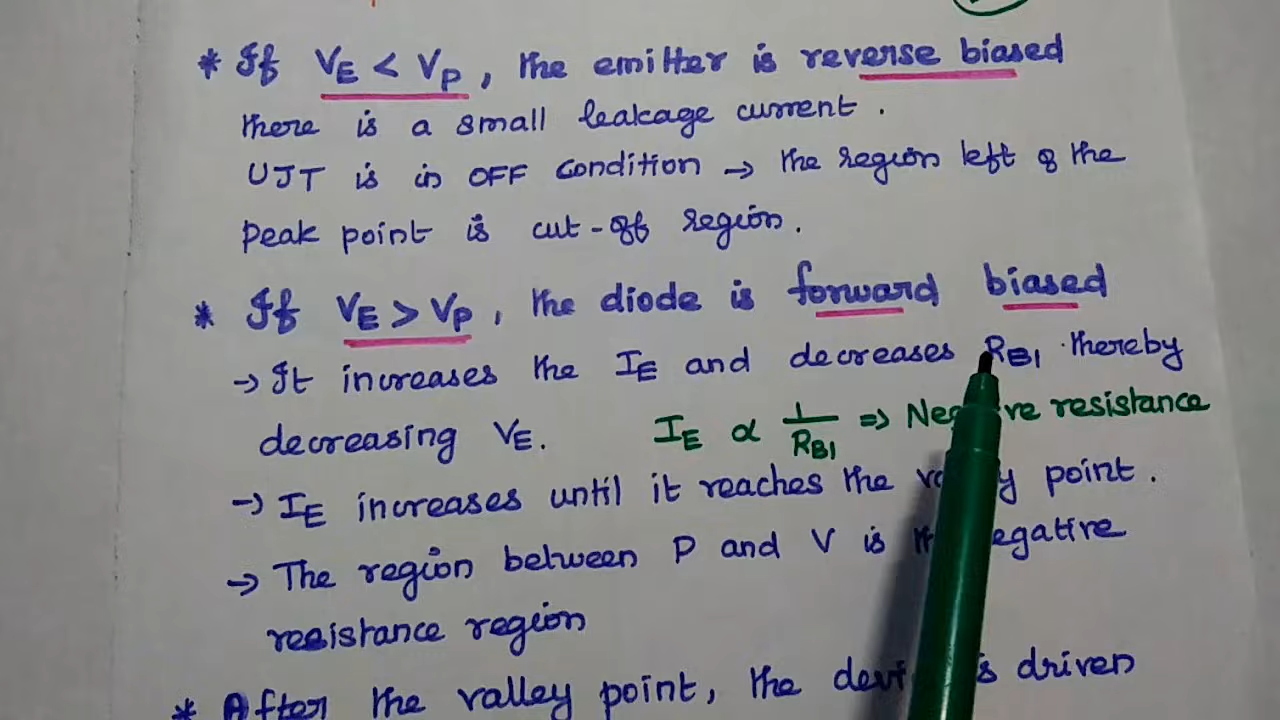 * If VE < VP, the emitter is reverse biased
there is a small leakage current.
UJT is in OFF condition → the region left of the
peak point is cut-off region.
* If VE > VP, the diode is forward biased
→ It increases the IE and decreases RB1 thereby
decreasing VE. IE ∝ 1/RB1 ⇒ resistance
→ IE increases until it reaches the point.
→ The region between P and V is
resistance region
* After the valley point, the driven